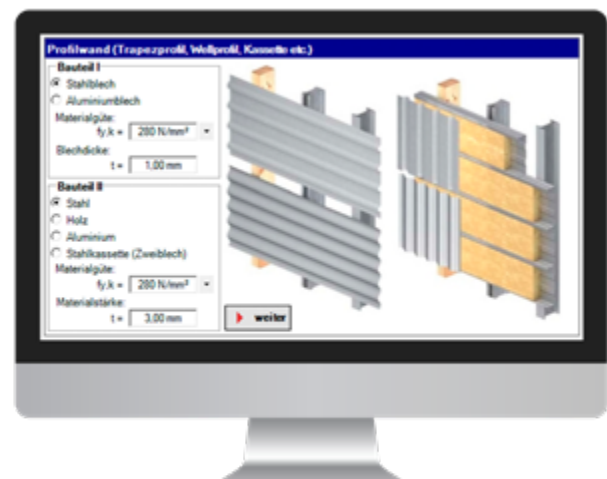 Profilwand (Trapezprofil, Wellprofil, Kassette etc.)
Bauteil I
Stahlblech
Aluminiumblech
Materialgüte:
fy,k = 280 N/mm²
Blechdicke:
t = 1,00 mm
Bauteil II
Stahl
Holz
Aluminium
Stahlkassette (Zweiblech)
Materialgüte:
fy,k = 280 N/mm²
Materialstärke:
t = 3,00 mm
weiter